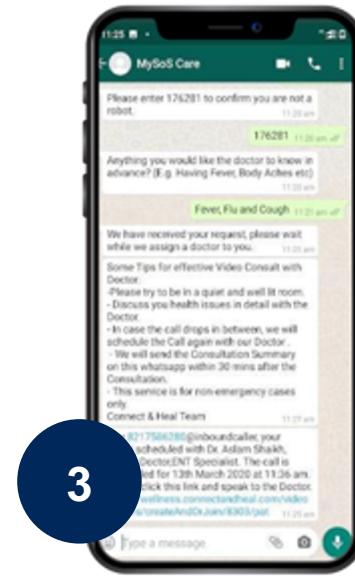 11:25
MySoS Care
Please enter 176281 to confirm you are not a
robot.
11:20 am
176281 11:20 am
Anything you would like the doctor to know in
advance? (E.g. Having Fever, Body Aches etc)
11:20 am
Fever, Flu and Cough 11:21 am
We have received your request, please wait
while we assign a doctor to you.
Some Tips for effective Video Consult with
Doctor.
-Please try to be in a quiet and well lit room.
- Discuss you health issues in detail with the
Doctor.
- In case the call drops in between, we will
schedule the Call again with our Doctor .
- We will send the Consultation Summary
on this whatsapp within 30 mins after the
Consultation.
- This service is for non-emergency cases
only.
Connect & Heal Team
11:27 am
8217586280@inboundcaller, your
scheduled with Dr. Aslam Shaikh,
Doctor,ENT Specialist. The call is
led for 13th March 2020 at 11:36 am.
click this link and speak to the Doctor.
wellness.connectandheal.com/video
s/createAndDrJoin/8303/pat 11:25 am
Type a message
3